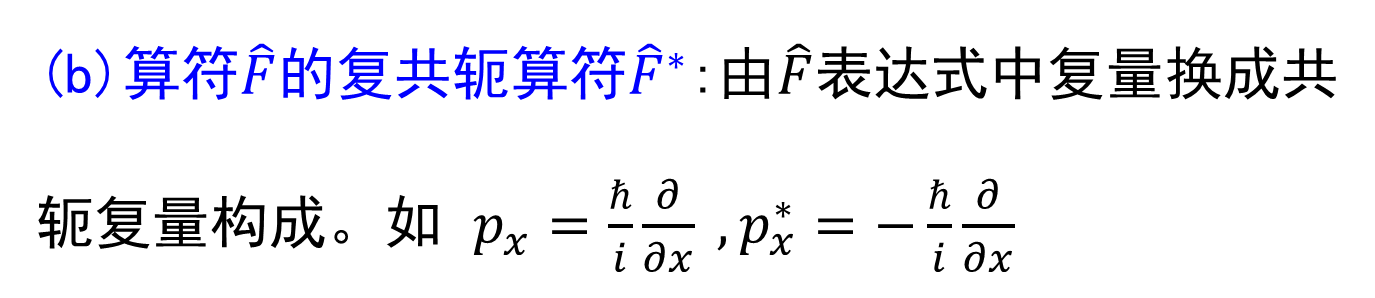 (b)算符F̂的复共轭算符F̂*:由F̂表达式中复量换成共
轭复量构成。如 pₓ = ħ/i ∂/∂x , pₓ* = − ħ/i ∂/∂x